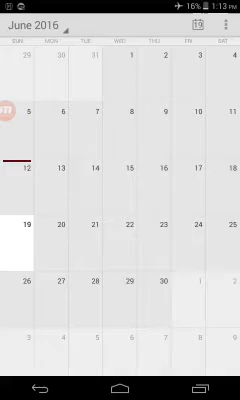 16% 1:13 PM
June 2016 19
SUN MON TUE WED THU FRI SAT
29 30 31 1 2 3 4
5 6 7 8 9 10 11
12 13 14 15 16 17 18
19 20 21 22 23 24 25
26 27 28 29 30 1 2
3 4 5 6 7 8 9